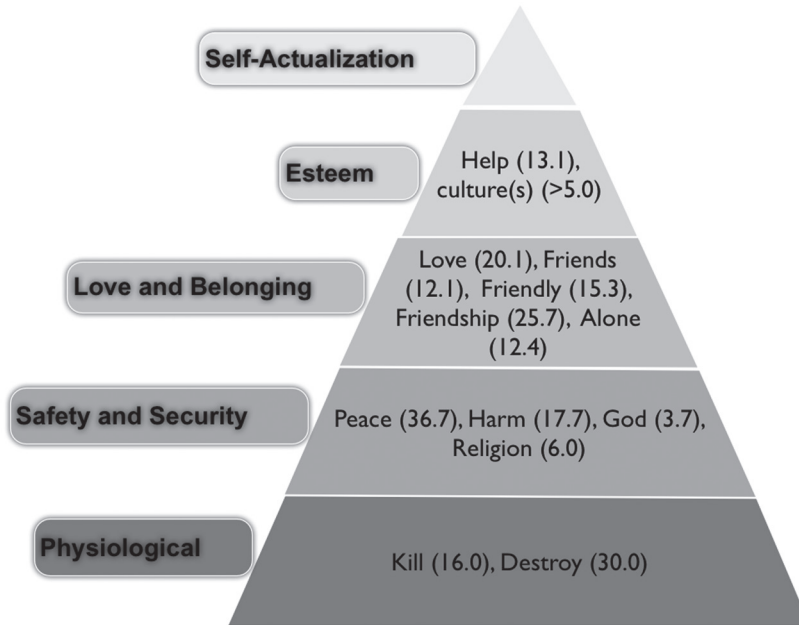 Self-Actualization
Esteem
Help (13.1),
culture(s) (>5.0)
Love and Belonging
Love (20.1), Friends
(12.1), Friendly (15.3),
Friendship (25.7), Alone
(12.4)
Safety and Security
Peace (36.7), Harm (17.7), God (3.7),
Religion (6.0)
Physiological
Kill (16.0), Destroy (30.0)